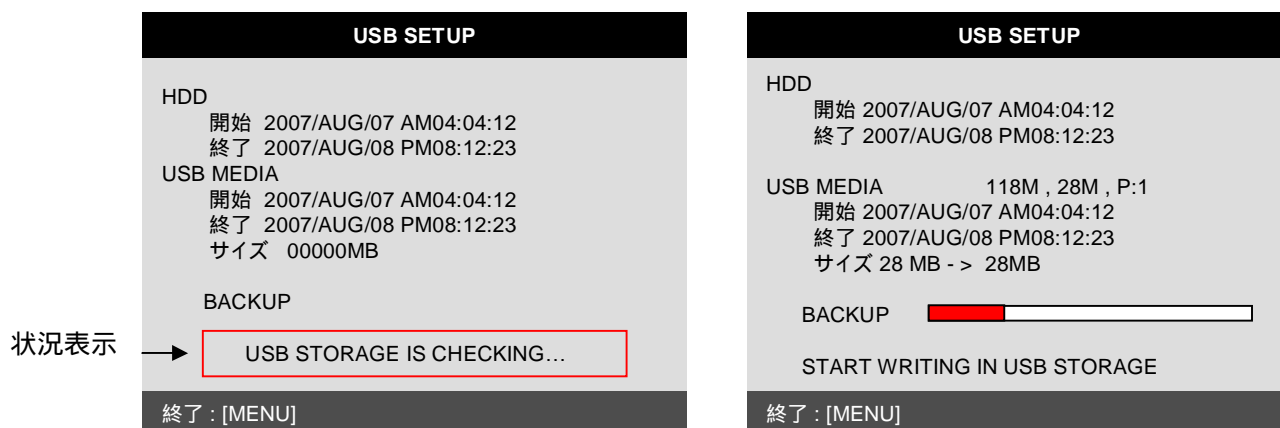 USB SETUP
HDD
開始 2007/AUG/07 AM04:04:12
終了 2007/AUG/08 PM08:12:23
USB MEDIA
開始 2007/AUG/07 AM04:04:12
終了 2007/AUG/08 PM08:12:23
サイズ 00000MB
BACKUP
状況表示
USB STORAGE IS CHECKING…
終了 : [MENU]
USB SETUP
HDD
開始 2007/AUG/07 AM04:04:12
終了 2007/AUG/08 PM08:12:23
USB MEDIA 118M , 28M , P:1
開始 2007/AUG/07 AM04:04:12
終了 2007/AUG/08 PM08:12:23
サイズ 28 MB - > 28MB
BACKUP
START WRITING IN USB STORAGE
終了 : [MENU]